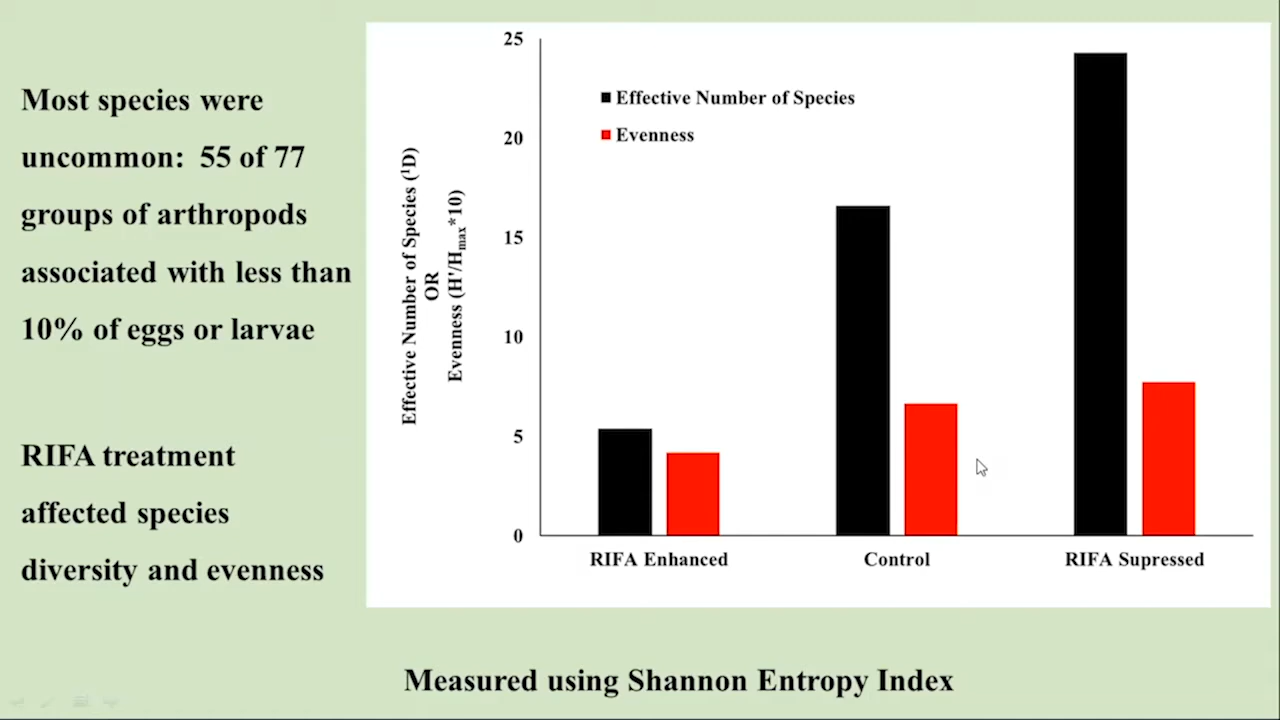 Most species were
uncommon:  55 of 77
groups of arthropods
associated with less than
10% of eggs or larvae
RIFA treatment
affected species
diversity and evenness
25
20
15
10
5
0
Effective Number of Species (¹D)
OR
Evenness (H'/Hmax*10)
Effective Number of Species
Evenness
RIFA Enhanced
Control
RIFA Supressed
Measured using Shannon Entropy Index